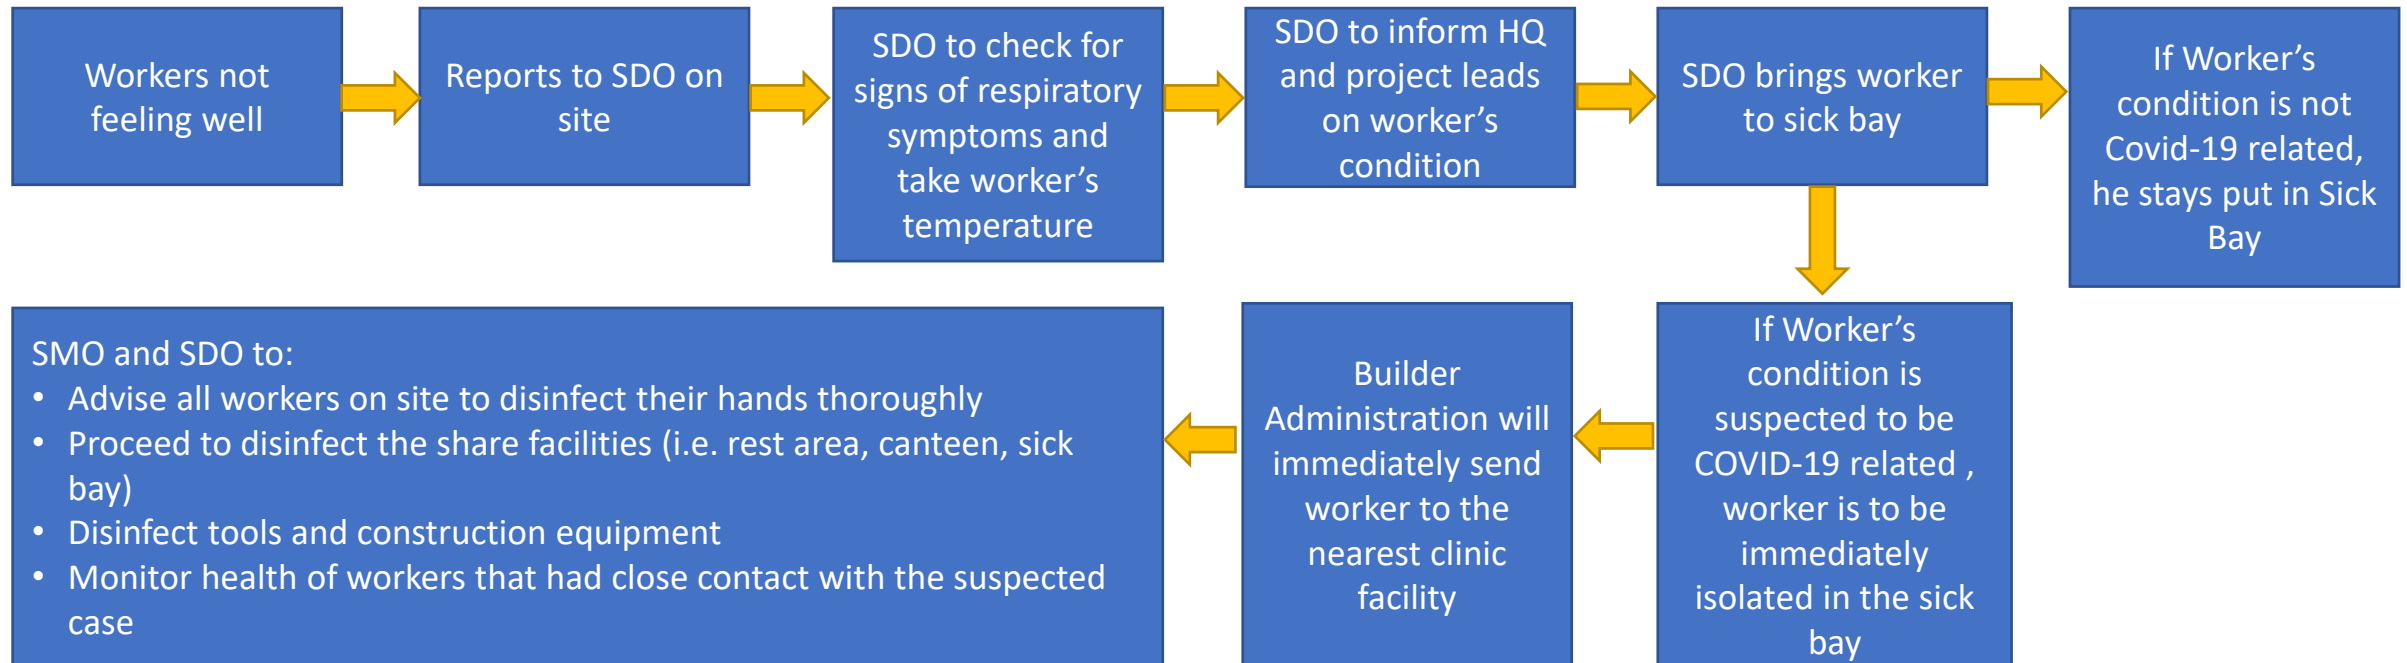 Workers not
feeling well
Reports to SDO on
site
SDO to check for
signs of respiratory
symptoms and
take worker’s
temperature
SDO to inform HQ
and project leads
on worker’s
condition
SDO brings worker
to sick bay
If Worker’s
condition is not
Covid-19 related,
he stays put in Sick
Bay
If Worker’s
condition is
suspected to be
COVID-19 related ,
worker is to be
immediately
isolated in the sick
bay
Builder
Administration will
immediately send
worker to the
nearest clinic
facility
SMO and SDO to:
• Advise all workers on site to disinfect their hands thoroughly
• Proceed to disinfect the share facilities (i.e. rest area, canteen, sick
bay)
• Disinfect tools and construction equipment
• Monitor health of workers that had close contact with the suspected
case